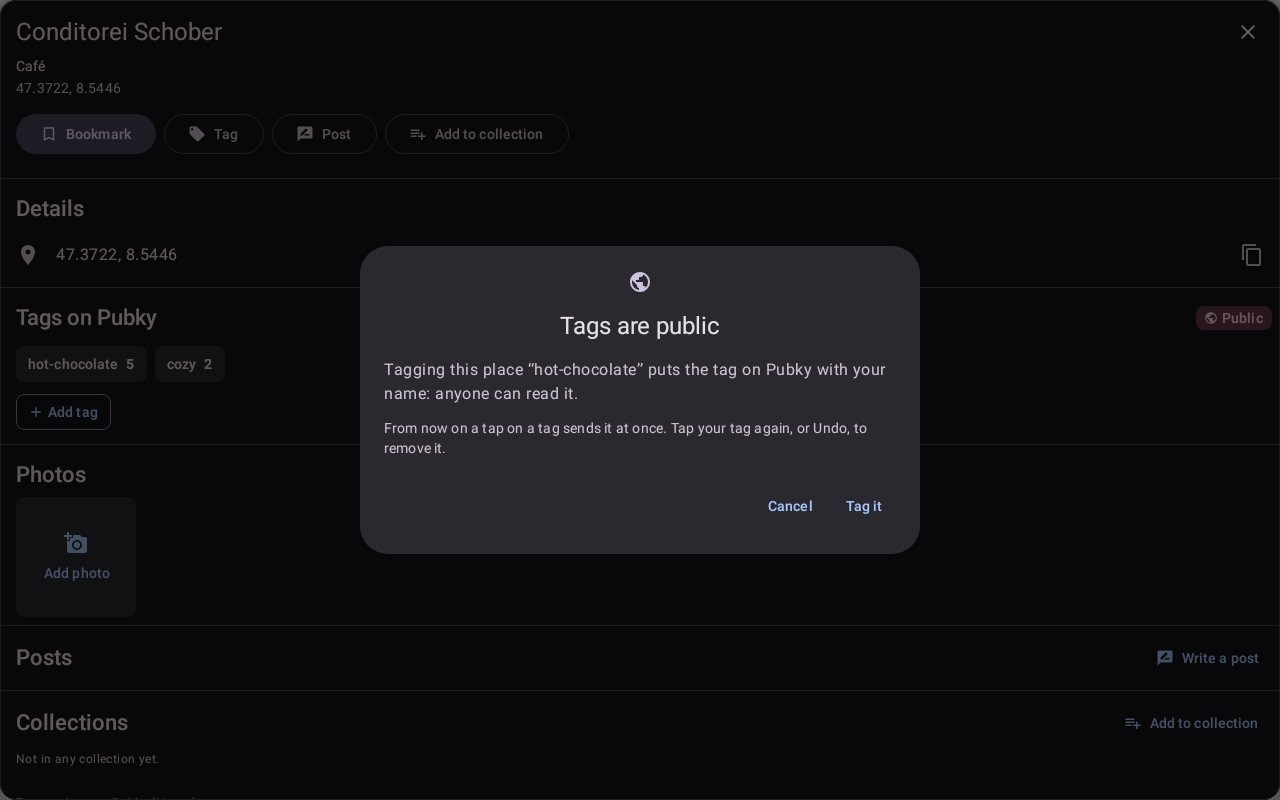 Conditorei Schober
Café
47.3722, 8.5446
Bookmark
Tag
Post
Add to collection
Details
47.3722, 8.5446
Tags on Pubky
Public
hot-chocolate 5
cozy 2
Add tag
Tags are public
Tagging this place “hot-chocolate” puts the tag on Pubky with your
name: anyone can read it.
From now on a tap on a tag sends it at once. Tap your tag again, or Undo, to
remove it.
Cancel
Tag it
Photos
Add photo
Posts
Write a post
Collections
Add to collection
Not in any collection yet.